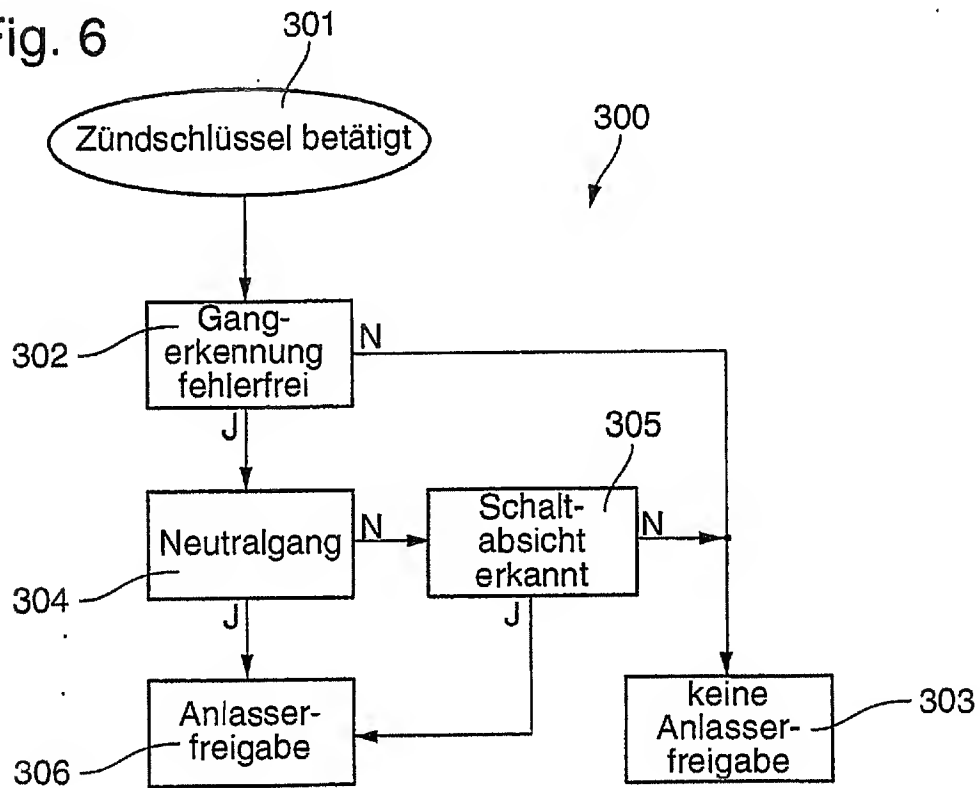 Fig. 6
301
Zündschlüssel betätigt
300
302
Gang-
erkennung
fehlerfrei
N
J
305
Neutralgang
N
Schalt-
absicht
erkannt
N
304
J
J
Anlasser-
freigabe
306
keine
Anlasser-
freigabe
303